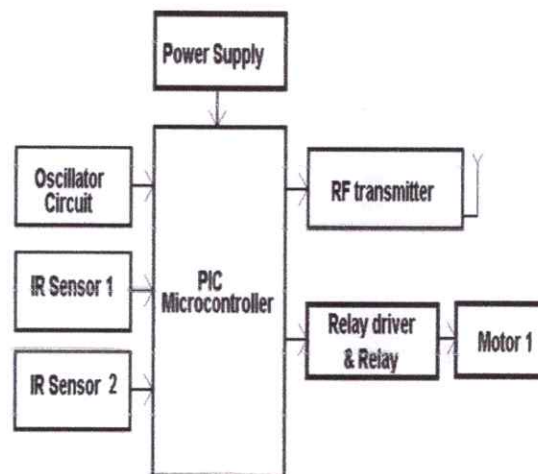 Power Supply
Oscillator
Circuit
RF transmitter
IR Sensor 1
PIC
Microcontroller
Relay driver
& Relay
Motor 1
IR Sensor 2